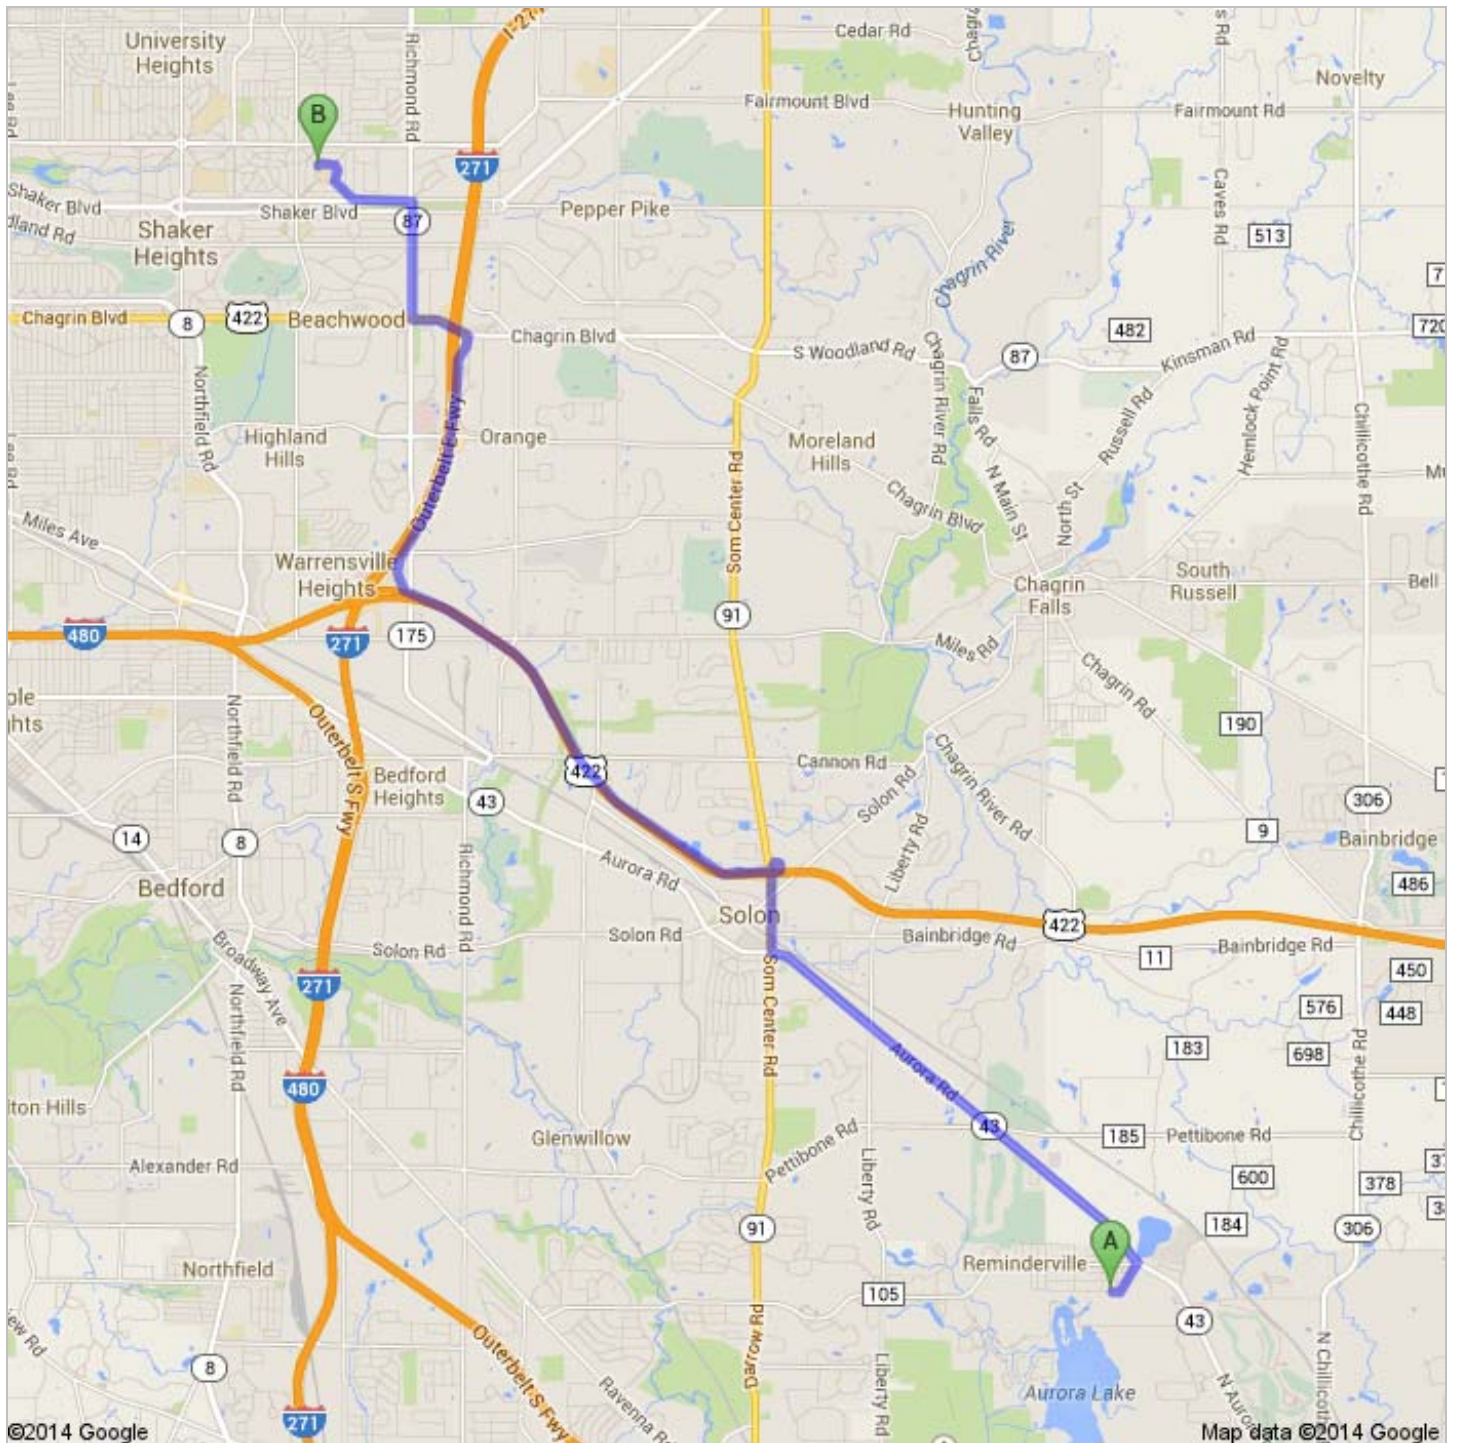 University
Heights
Richmond Rd
I-271
Cedar Rd
Novelty
B
Fairmount Blvd
Hunting
Valley
Fairmount Rd
271
Shaker Blvd
Shaker Blvd
87
Pepper Pike
Caves Rd
513
Shaker
Heights
Chagrin River
Chagrin Blvd
8
422
Beachwood
Chagrin Blvd
482
S Woodland Rd
87
Kinsman Rd
Northfield Rd
Chagrin River Rd
Falls Rd
Russell Rd
Hemlock Point Rd
Chillicothe Rd
Highland
Hills
Outerbelt E Fwy
Orange
Som Center Rd
Moreland
Hills
N Main St
North St
Chagrin Blvd
Miles Ave
Warrensville
Heights
Chagrin
Falls
South
Russell
Bell
480
271
175
91
Miles Rd
Chagrin Rd
Northfield Rd
Outerbelt S Fwy
190
Bedford
Heights
43
422
Cannon Rd
Solon Rd
Chagrin River Rd
306
14
8
9
Bainbridge
Richmond Rd
Aurora Rd
Liberty Rd
486
Bedford
Solon
422
Broadway Ave
Solon Rd
Solon Rd
Bainbridge Rd
11
Bainbridge Rd
450
271
Northfield Rd
Som Center Rd
576
448
183
698
480
Aurora Rd
Chillicothe Rd
lton Hills
Glenwillow
Pettibone Rd
43
185
Pettibone Rd
Alexander Rd
Liberty Rd
600
378
91
184
306
A
Northfield
Reminderville
105
43
8
Outerbelt S Fwy
Darrow Rd
Liberty Rd
Ravenna Rd
Aurora Lake
271
©2014 Google
Map data ©2014 Google